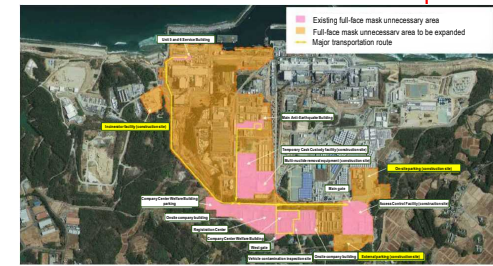 Existing full-face mask unnecessary area
Full-face mask unnecessary area to be expanded
Major transportation route
Unit 5 and 6 Service Building
Main Anti-Earthquake Building
Incinerator facility (construction site)
Temporary Cask Custody facility (construction site)
Multi-nuclide removal equipment (construction site)
Onsite parking (construction site)
Main gate
Company Center Welfare Building
parking
Access Control Facility (construction site)
Onsite company building
Registration Center
Company Center Welfare Building
West gate
Vehicle contamination inspection site
Onsite company building
External parking (construction site)